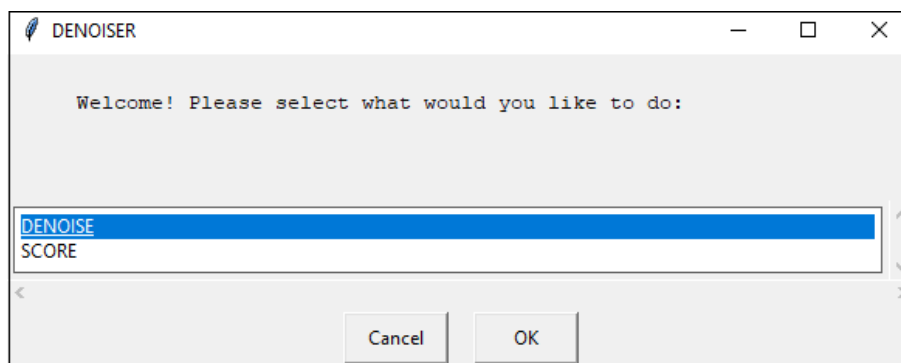 DENOISER
Welcome! Please select what would you like to do:
DENOISE
SCORE
Cancel OK